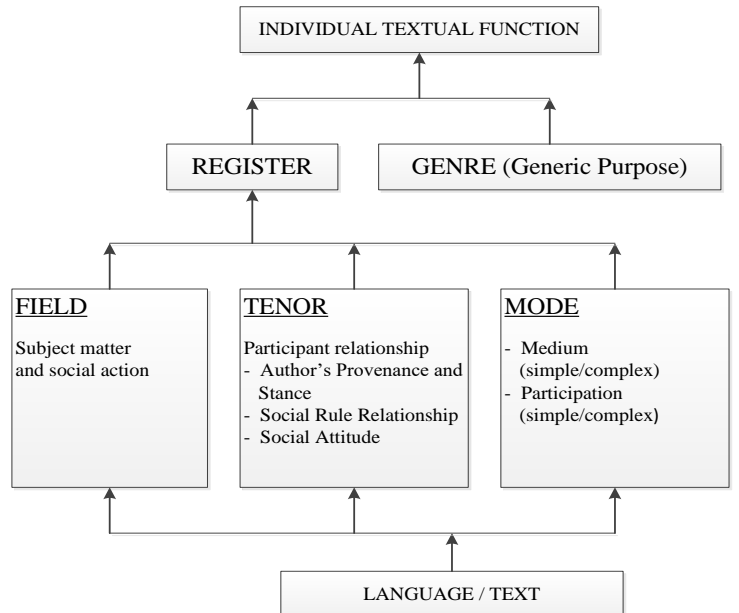 INDIVIDUAL TEXTUAL FUNCTION
REGISTER
GENRE (Generic Purpose)
FIELD
Subject matter
and social action
TENOR
Participant relationship
- Author’s Provenance and
Stance
- Social Rule Relationship
- Social Attitude
MODE
- Medium
(simple/complex)
- Participation
(simple/complex)
LANGUAGE / TEXT